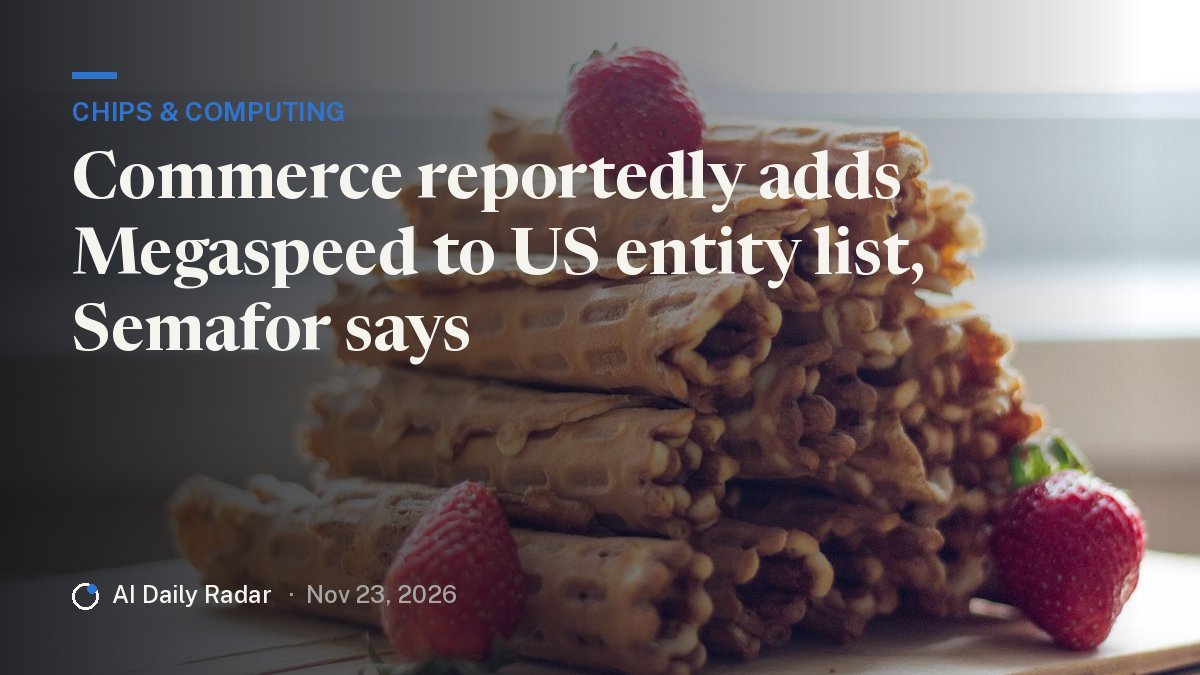 CHIPS & COMPUTING
Commerce reportedly adds
Megaspeed to US entity list,
Semafor says
AI Daily Radar · Nov 23, 2026